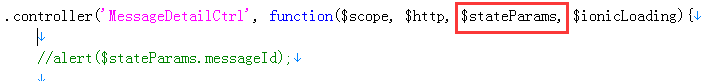 .controller('MessageDetailCtrl', function($scope, $http, $stateParams, $ionicLoading){↓
↓
//alert($stateParams.messageId);↓